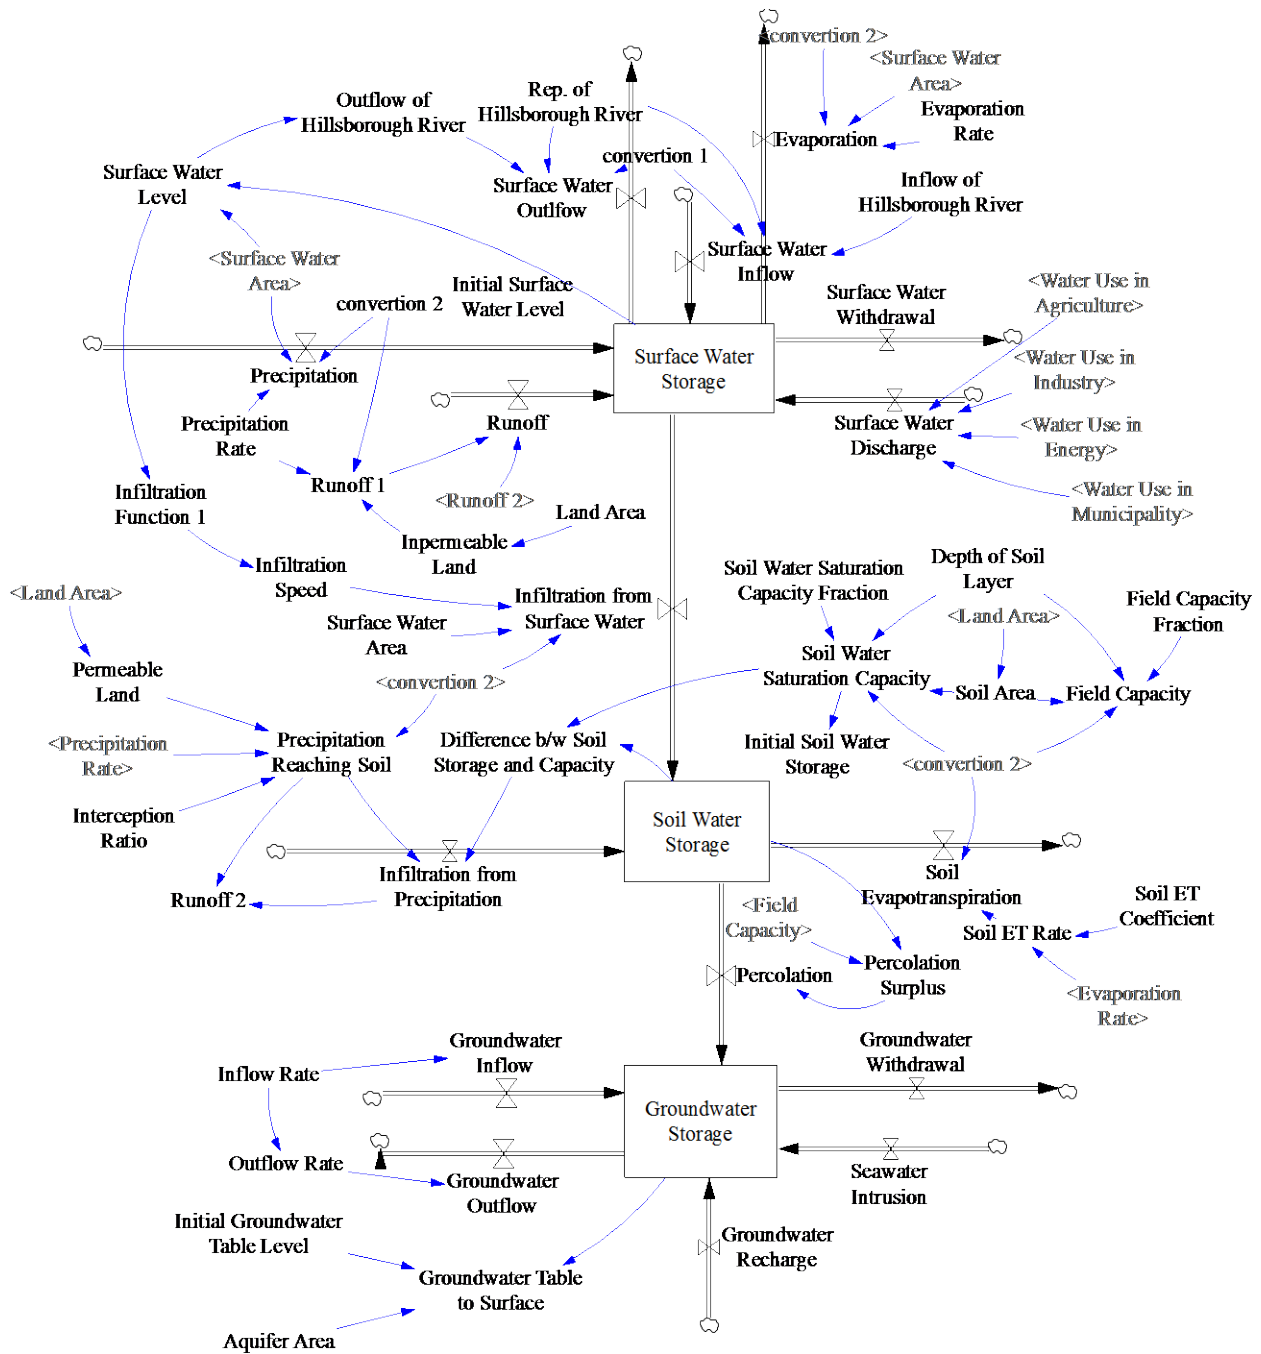 <convertion 2>
<Surface Water
Area>
Evaporation
Rate
Evaporation
Rep. of
Hillsborough River
Outflow of
Hillsborough River
convertion 1
Surface Water
Level
Surface Water
Outlfow
Inflow of
Hillsborough River
Surface Water
Inflow
<Surface Water
Area>
Initial Surface
Water Level
convertion 2
Surface Water
Withdrawal
<Water Use in
Agriculture>
Surface Water
Storage
Precipitation
<Water Use in
Industry>
Precipitation
Rate
Runoff
Surface Water
Discharge
<Water Use in
Energy>
Infiltration
Function 1
Runoff 1
<Runoff 2>
<Water Use in
Municipality>
Land Area
Inpermeable
Land
Infiltration
Speed
<Land Area>
Infiltration from
Surface Water
Surface Water
Area
Soil Water Saturation
Capacity Fraction
Depth of Soil
Layer
<Land Area>
Field Capacity
Fraction
Permeable
Land
<convertion 2>
Soil Water
Saturation Capacity
Soil Area
Field Capacity
<Precipitation
Rate>
Precipitation
Reaching Soil
Difference b/w Soil
Storage and Capacity
Initial Soil Water
Storage
<convertion 2>
Interception
Ratio
Soil Water
Storage
Runoff 2
Infiltration from
Precipitation
Soil
Evapotranspiration
Soil ET
Coefficient
<Field
Capacity>
Soil ET Rate
Percolation
Percolation
Surplus
<Evaporation
Rate>
Groundwater
Inflow
Groundwater
Withdrawal
Inflow Rate
Groundwater
Storage
Outflow Rate
Groundwater
Outflow
Seawater
Intrusion
Initial Groundwater
Table Level
Groundwater
Recharge
Groundwater Table
to Surface
Aquifer Area